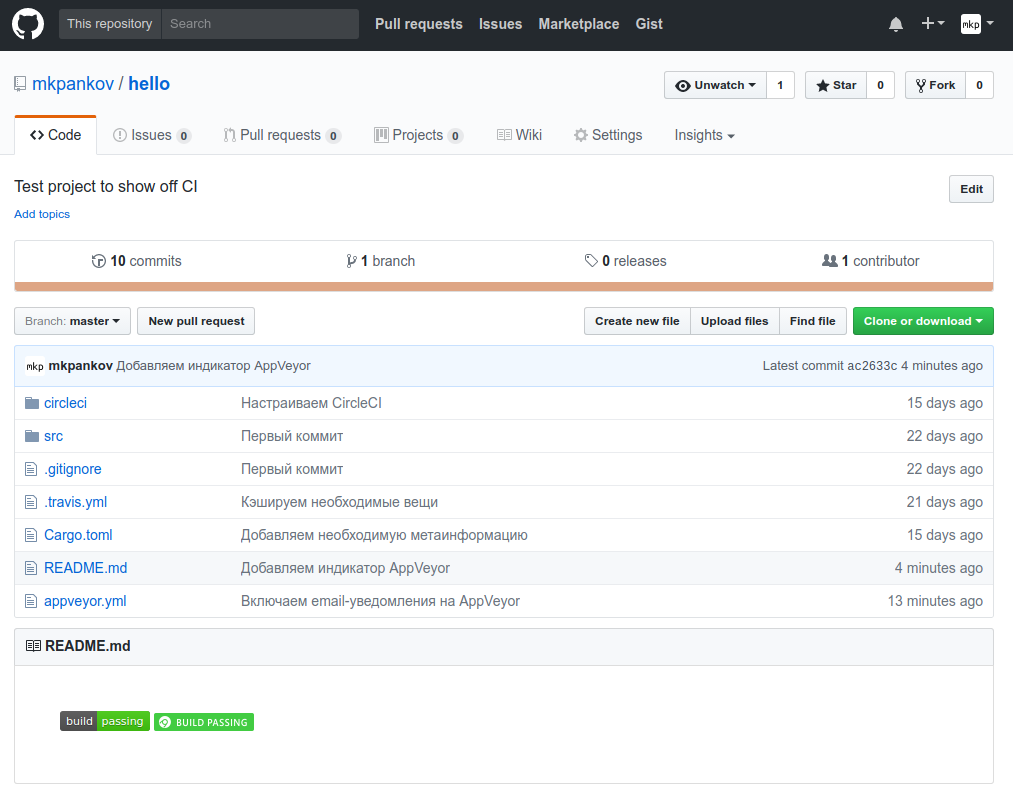 This repository Search Pull requests Issues Marketplace Gist mkp
mkpankov / hello Unwatch 1 Star 0 Fork 0
Code Issues 0 Pull requests 0 Projects 0 Wiki Settings Insights
Test project to show off CI Edit
Add topics
10 commits 1 branch 0 releases 1 contributor
Branch: master New pull request Create new file Upload files Find file Clone or download
mkp mkpankov Добавляем индикатор AppVeyor Latest commit ac2633c 4 minutes ago
circleci Настраиваем CircleCI 15 days ago
src Первый коммит 22 days ago
.gitignore Первый коммит 22 days ago
.travis.yml Кэшируем необходимые вещи 21 days ago
Cargo.toml Добавляем необходимую метаинформацию 15 days ago
README.md Добавляем индикатор AppVeyor 4 minutes ago
appveyor.yml Включаем email-уведомления на AppVeyor 13 minutes ago
README.md
build passing BUILD PASSING